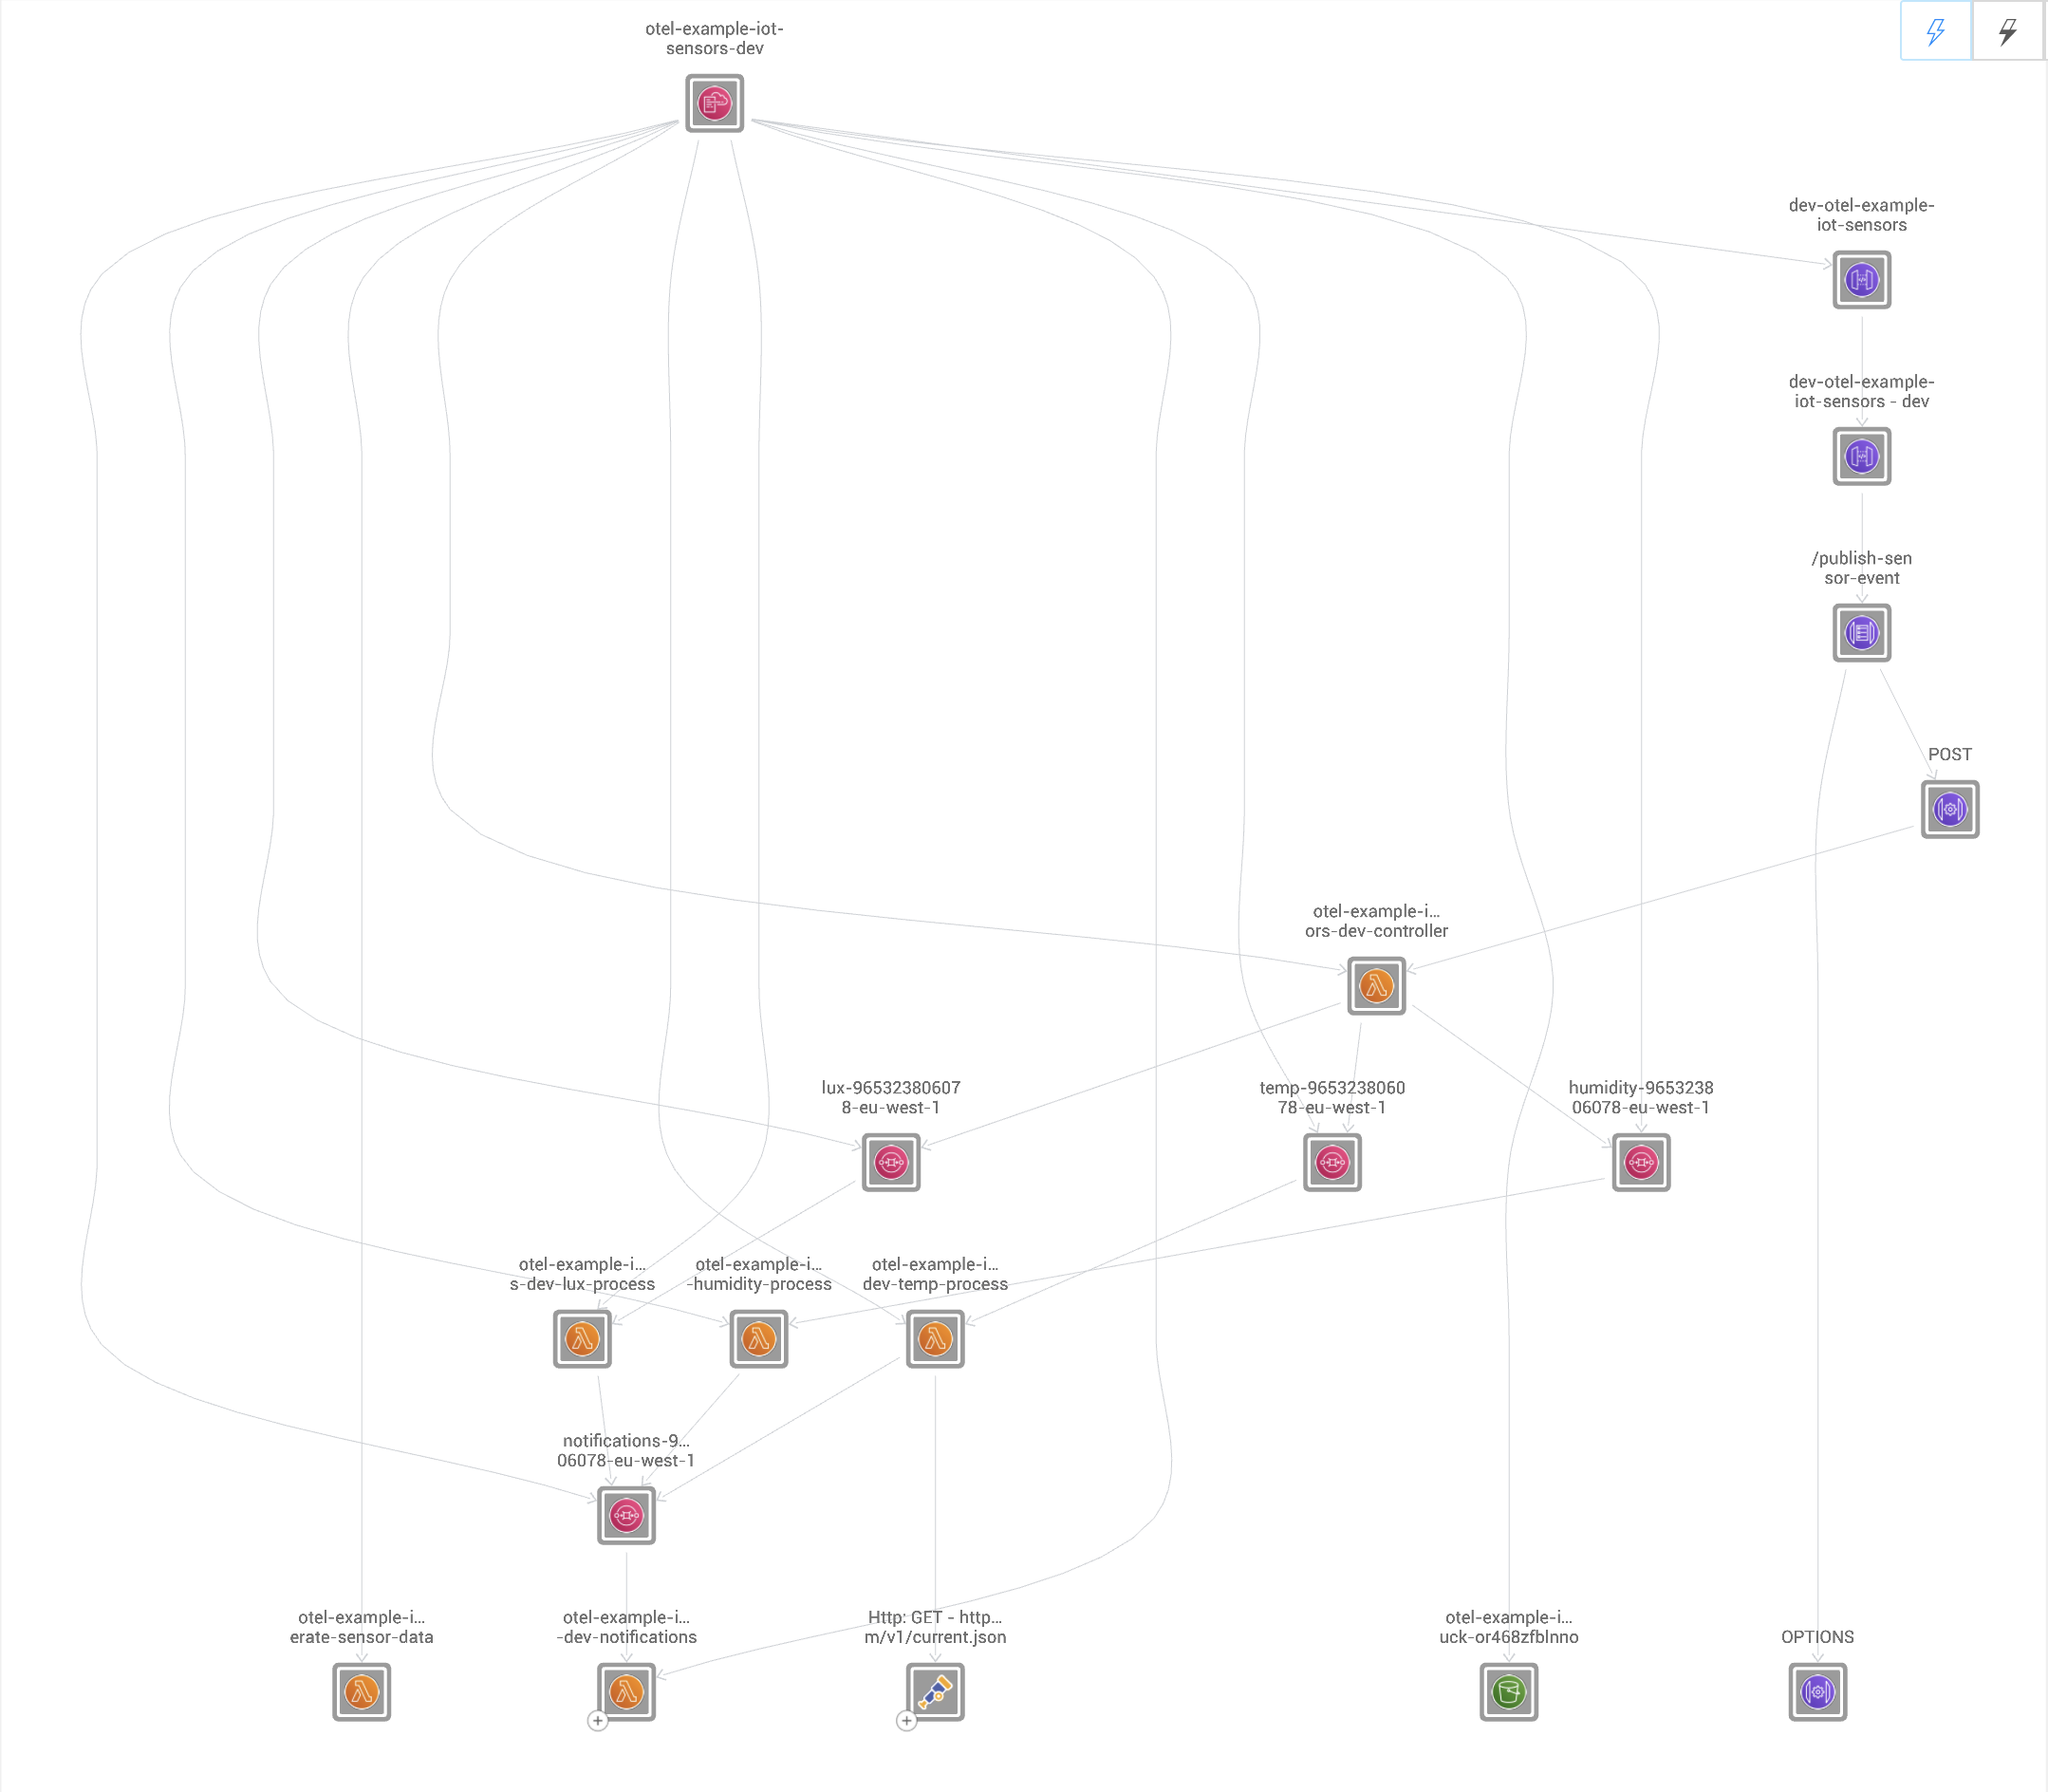 otel-example-iot-
sensors-dev
dev-otel-example-
iot-sensors
dev-otel-example-
iot-sensors - dev
/publish-sen
sor-event
POST
otel-example-i...
ors-dev-controller
lux-96532380607
8-eu-west-1
temp-9653238060
78-eu-west-1
humidity-9653238
06078-eu-west-1
otel-example-i...
s-dev-lux-process
otel-example-i...
-humidity-process
otel-example-i...
dev-temp-process
notifications-9...
06078-eu-west-1
otel-example-i...
erate-sensor-data
otel-example-i...
-dev-notifications
Http: GET - http...
m/v1/current.json
otel-example-i...
uck-or468zfblnno
OPTIONS